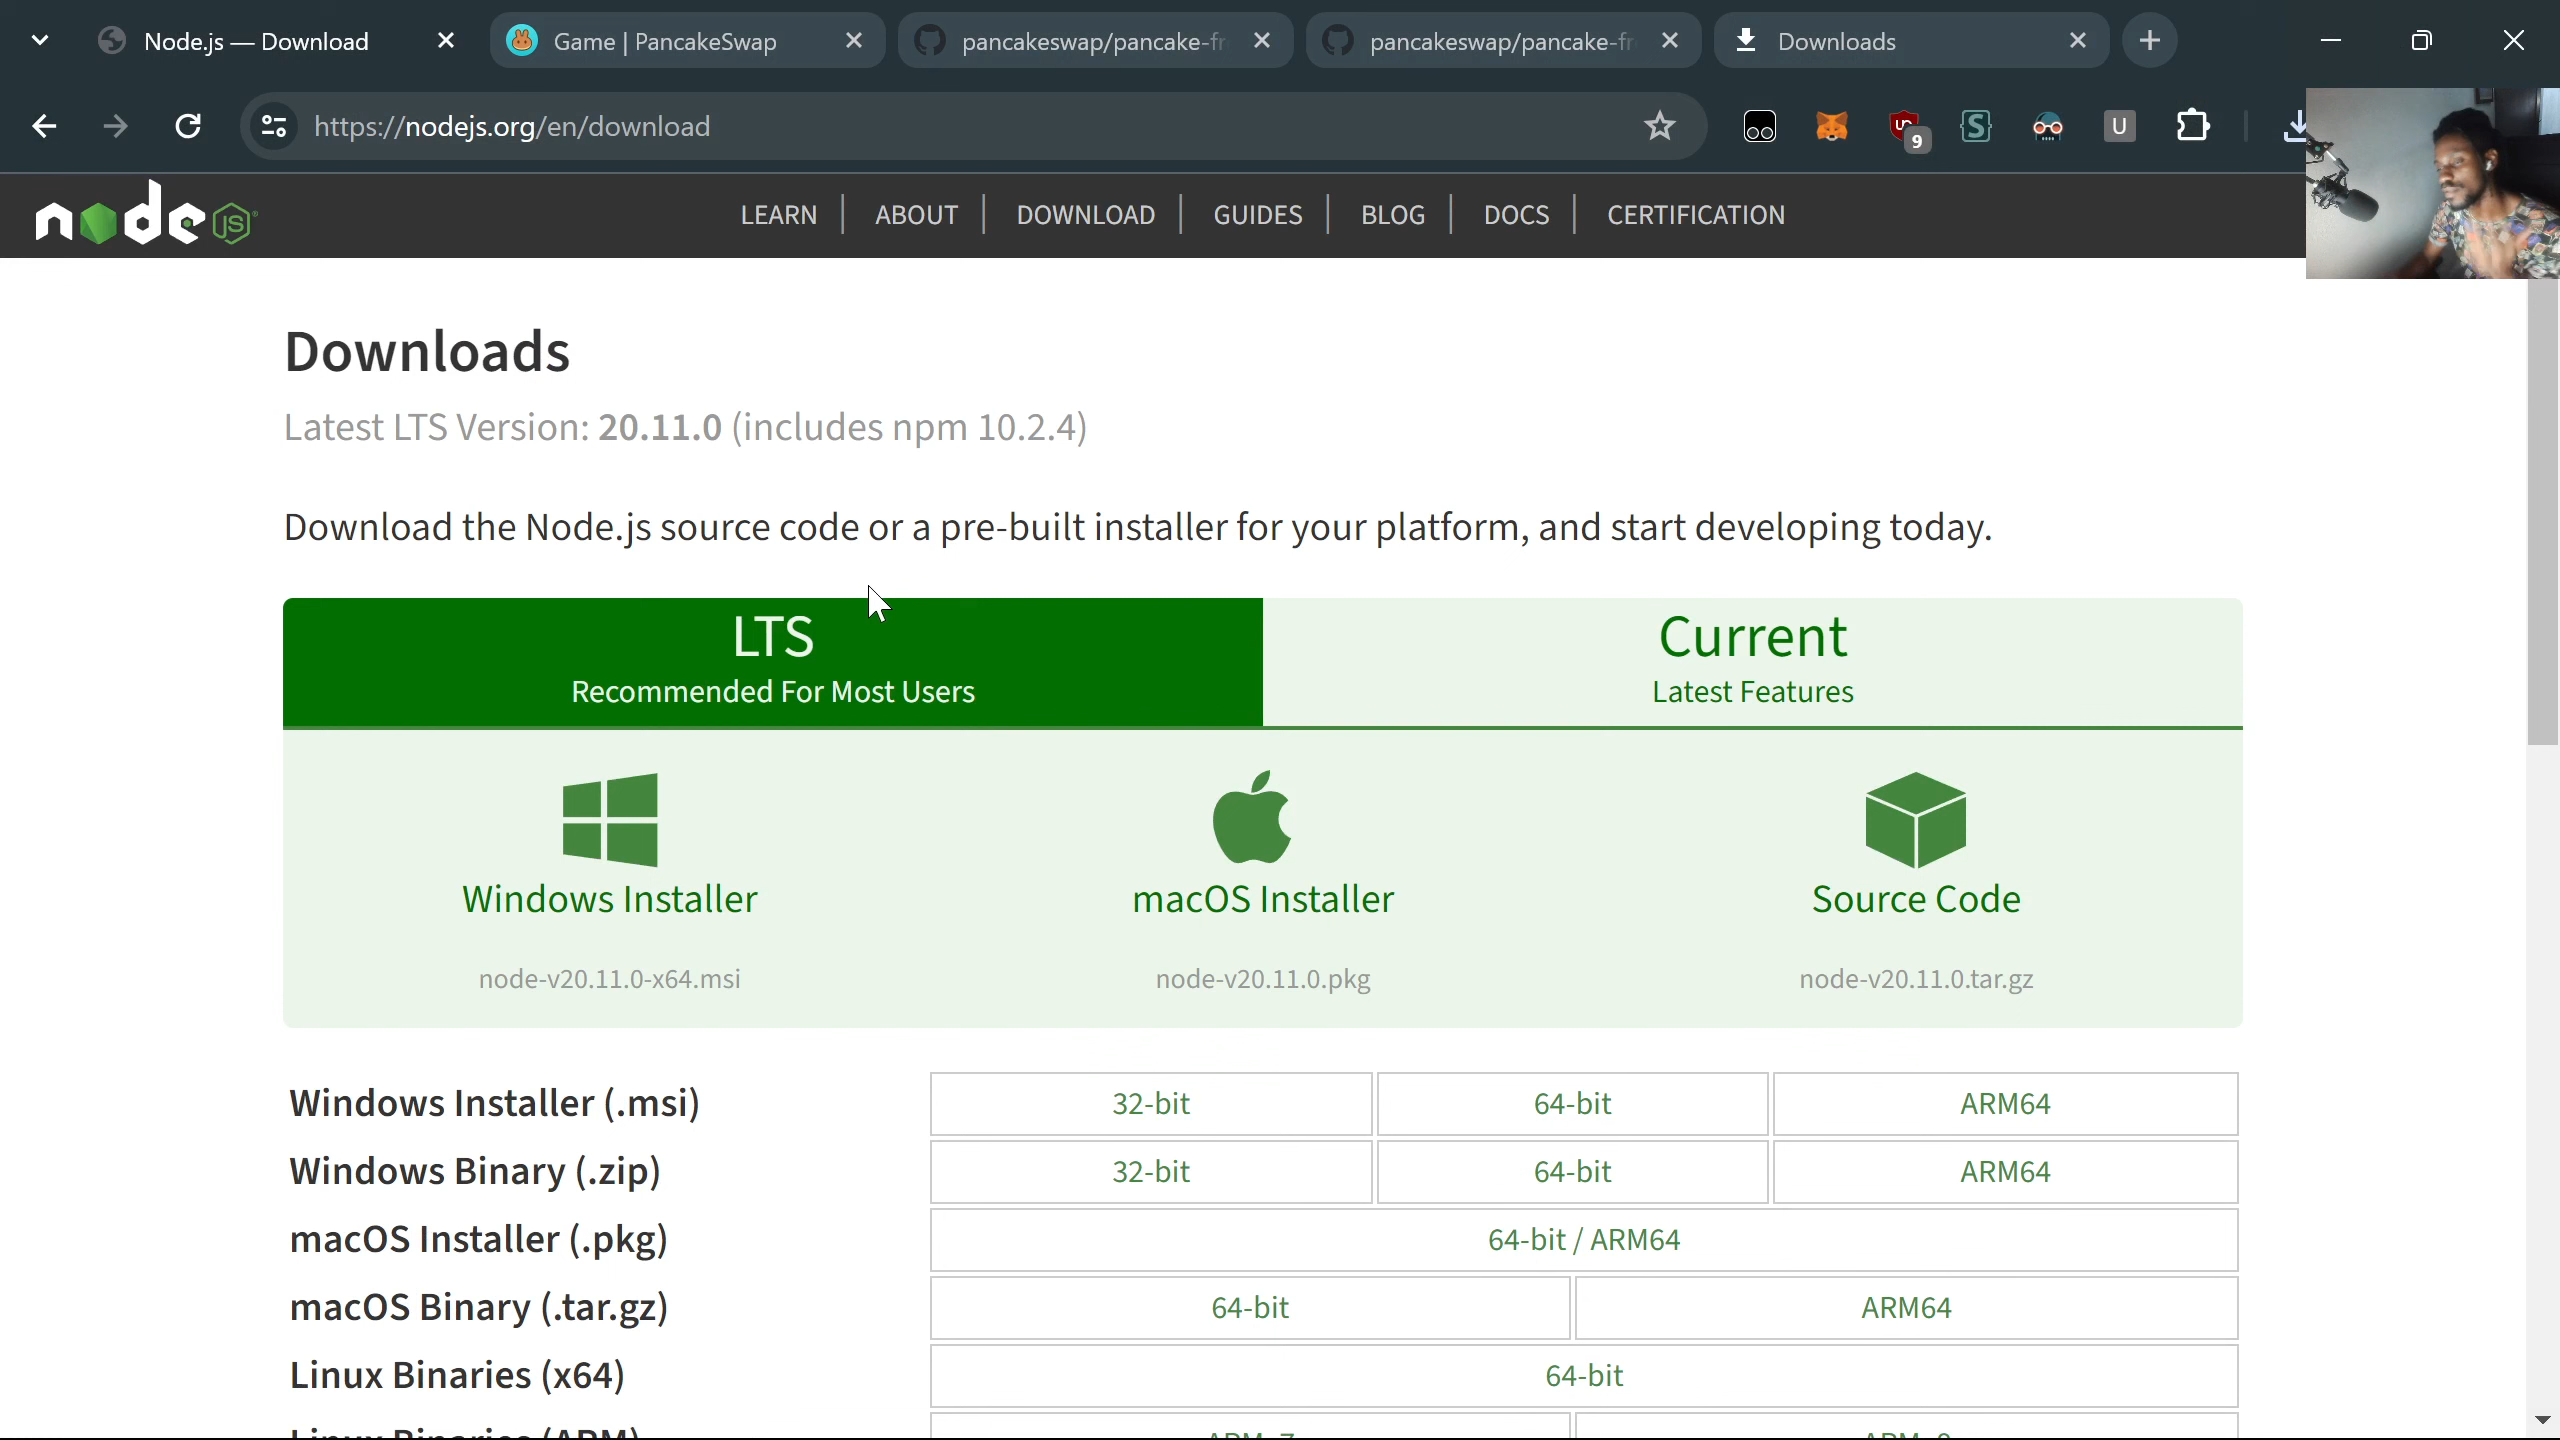 Node.js — Download
Game | PancakeSwap
pancakeswap/pancake-fr
pancakeswap/pancake-fr
Downloads
https://nodejs.org/en/download
9
U
node JS
LEARN
ABOUT
DOWNLOAD
GUIDES
BLOG
DOCS
CERTIFICATION
Downloads
Latest LTS Version: 20.11.0 (includes npm 10.2.4)
Download the Node.js source code or a pre-built installer for your platform, and start developing today.
LTS
Recommended For Most Users
Current
Latest Features
Windows Installer
node-v20.11.0-x64.msi
macOS Installer
node-v20.11.0.pkg
Source Code
node-v20.11.0.tar.gz
Windows Installer (.msi) 32-bit 64-bit ARM64
Windows Binary (.zip) 32-bit 64-bit ARM64
macOS Installer (.pkg) 64-bit / ARM64
macOS Binary (.tar.gz) 64-bit ARM64
Linux Binaries (x64) 64-bit
Linux Binaries (ARM)